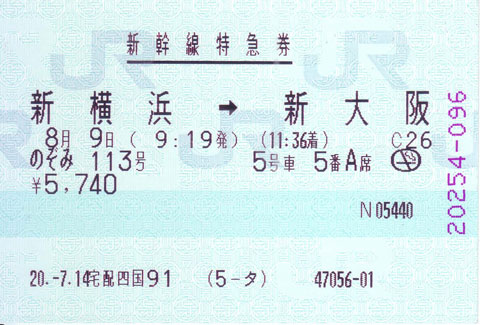 新幹線特急券
新横浜 → 新大阪
8月 9日 ( 9:19発) (11:36着) C26
のぞみ 113号 5号車 5番A席
¥5,740
N05440
20.-7.14宅配四国91 (5-タ) 47056-01
20254-096